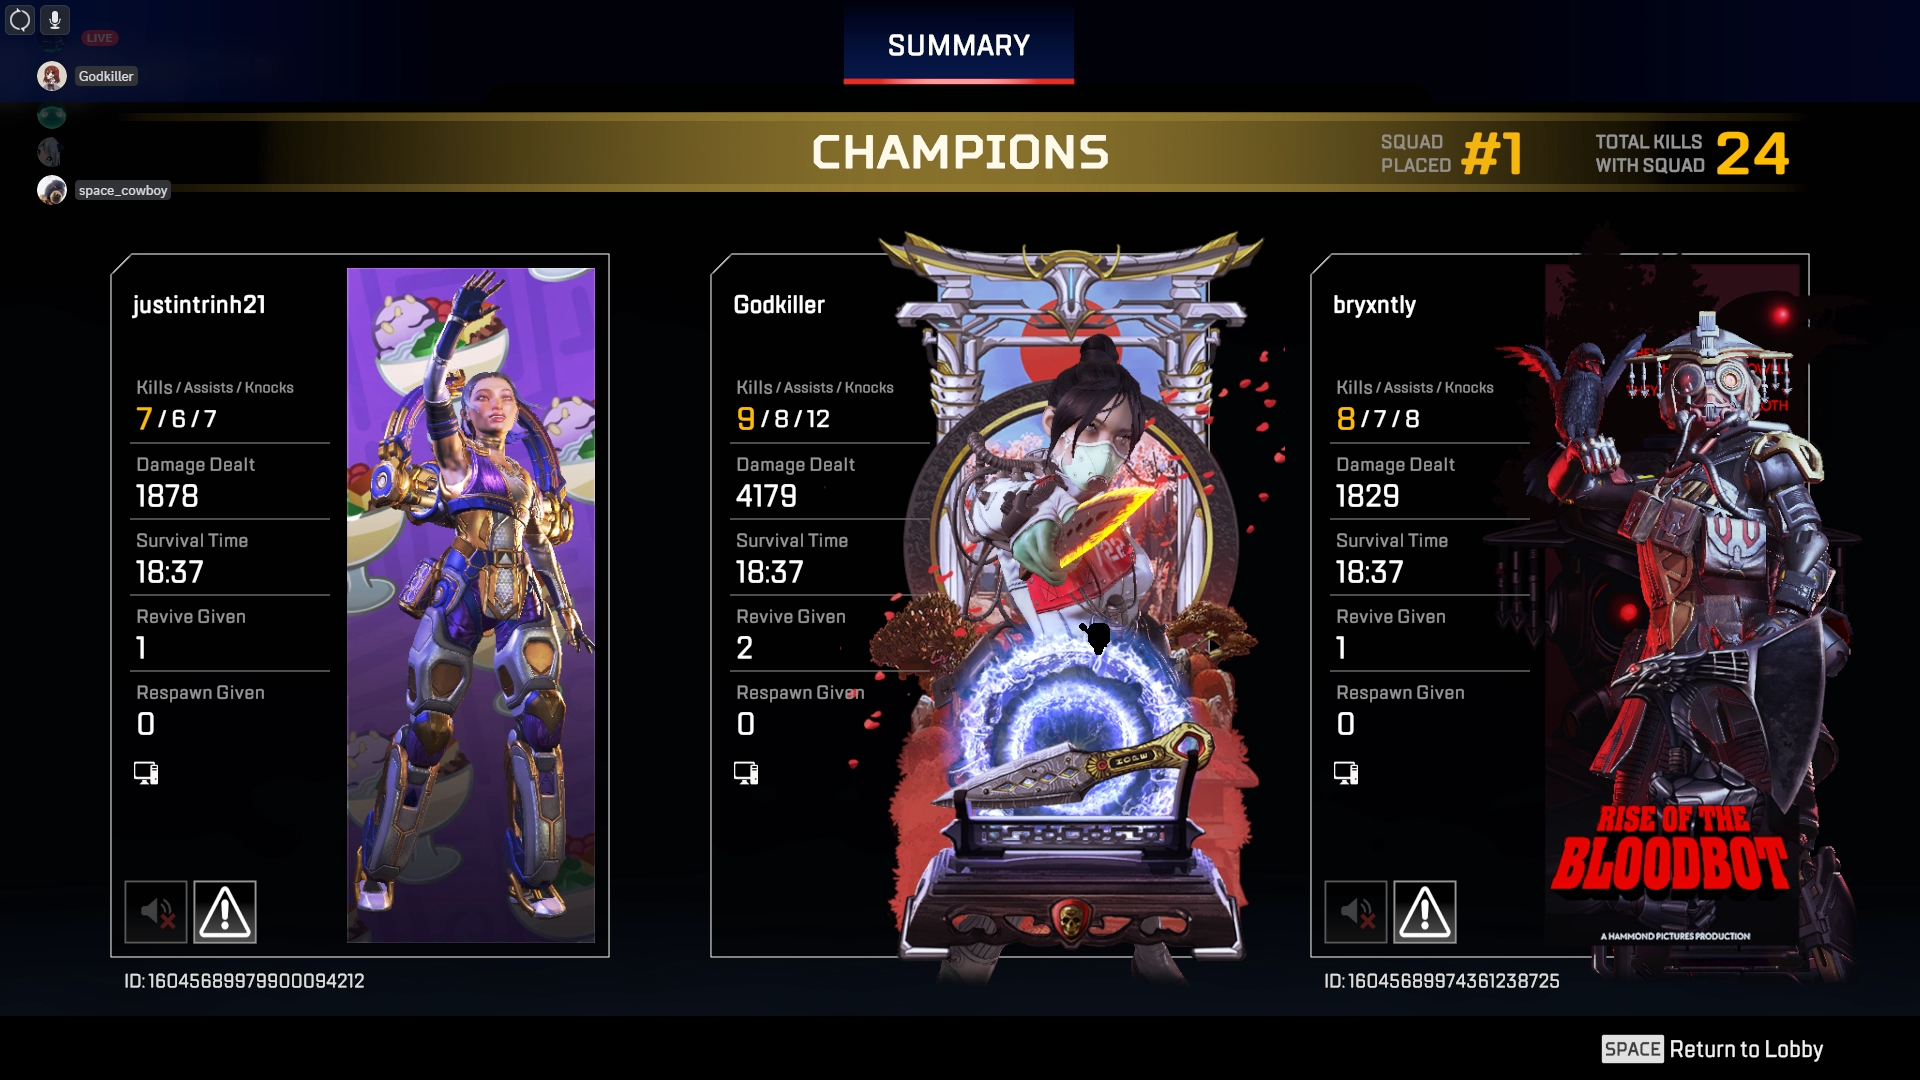 LIVE
Godkiller
space_cowboy
SUMMARY
CHAMPIONS
SQUAD PLACED #1
TOTAL KILLS WITH SQUAD 24
justintrinh21
Kills / Assists / Knocks
7 / 6 / 7
Damage Dealt
1878
Survival Time
18:37
Revive Given
1
Respawn Given
0
ID:16045689979900094212
Godkiller
Kills / Assists / Knocks
9 / 8 / 12
Damage Dealt
4179
Survival Time
18:37
Revive Given
2
Respawn Given
0
HOPE
bryxntly
Kills / Assists / Knocks
8 / 7 / 8
Damage Dealt
1829
Survival Time
18:37
Revive Given
1
Respawn Given
0
RISE OF THE
BLOODBOT
A HAMMOND PICTURES PRODUCTION
ID:16045689974361238725
SPACE Return to Lobby